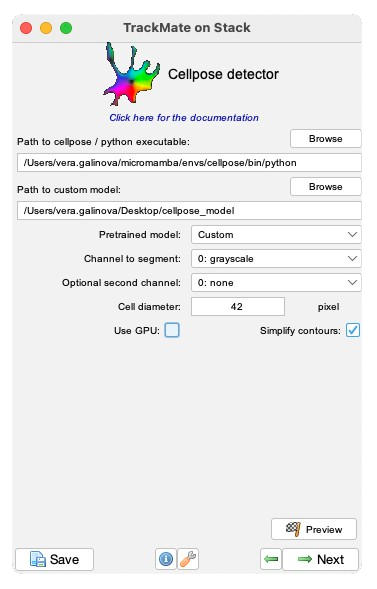 TrackMate on Stack
Cellpose detector
Click here for the documentation
Path to cellpose / python executable: Browse
/Users/vera.galinova/micromamba/envs/cellpose/bin/python
Path to custom model: Browse
/Users/vera.galinova/Desktop/cellpose_model
Pretrained model: Custom
Channel to segment: 0: grayscale
Optional second channel: 0: none
Cell diameter: 42 pixel
Use GPU: Simplify contours:
Preview
Save Next